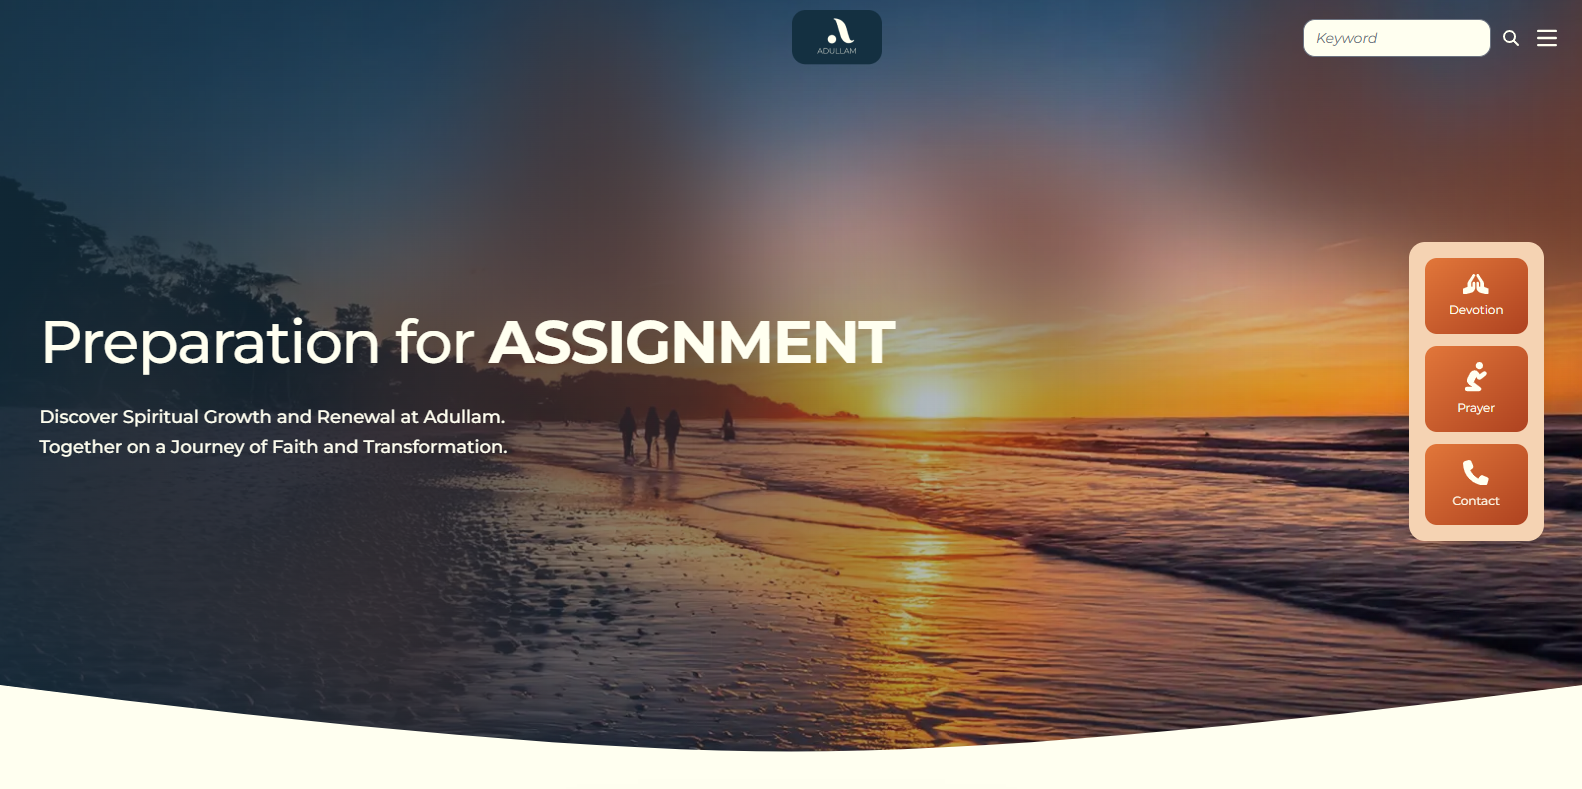 ADULLAM
Keyword
Preparation for ASSIGNMENT
Discover Spiritual Growth and Renewal at Adullam.
Together on a Journey of Faith and Transformation.
Devotion
Prayer
Contact